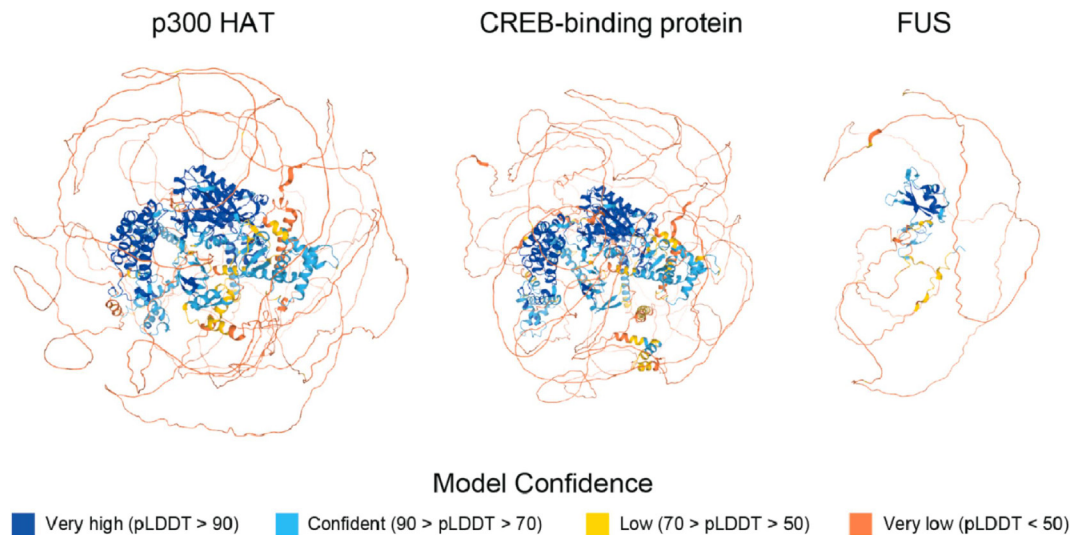 p300 HAT CREB-binding protein FUS
Model Confidence
Very high (pLDDT > 90) Confident (90 > pLDDT > 70) Low (70 > pLDDT > 50) Very low (pLDDT < 50)